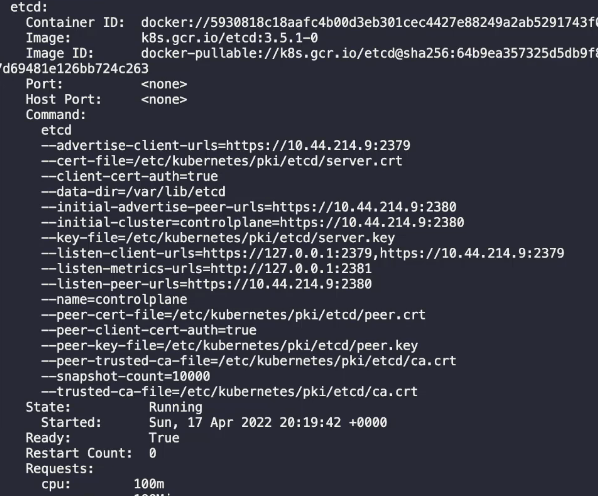 etcd:
Container ID: docker://5930818c18aafc4b00d3eb301cec4427e88249a2ab5291743f0
Image: k8s.gcr.io/etcd:3.5.1-0
Image ID: docker-pullable://k8s.gcr.io/etcd@sha256:64b9ea357325d5db9f8
7d69481e126bb724c263
Port: <none>
Host Port: <none>
Command:
etcd
--advertise-client-urls=https://10.44.214.9:2379
--cert-file=/etc/kubernetes/pki/etcd/server.crt
--client-cert-auth=true
--data-dir=/var/lib/etcd
--initial-advertise-peer-urls=https://10.44.214.9:2380
--initial-cluster=controlplane=https://10.44.214.9:2380
--key-file=/etc/kubernetes/pki/etcd/server.key
--listen-client-urls=https://127.0.0.1:2379,https://10.44.214.9:2379
--listen-metrics-urls=http://127.0.0.1:2381
--listen-peer-urls=https://10.44.214.9:2380
--name=controlplane
--peer-cert-file=/etc/kubernetes/pki/etcd/peer.crt
--peer-client-cert-auth=true
--peer-key-file=/etc/kubernetes/pki/etcd/peer.key
--peer-trusted-ca-file=/etc/kubernetes/pki/etcd/ca.crt
--snapshot-count=10000
--trusted-ca-file=/etc/kubernetes/pki/etcd/ca.crt
State: Running
Started: Sun, 17 Apr 2022 20:19:42 +0000
Ready: True
Restart Count: 0
Requests:
cpu: 100m